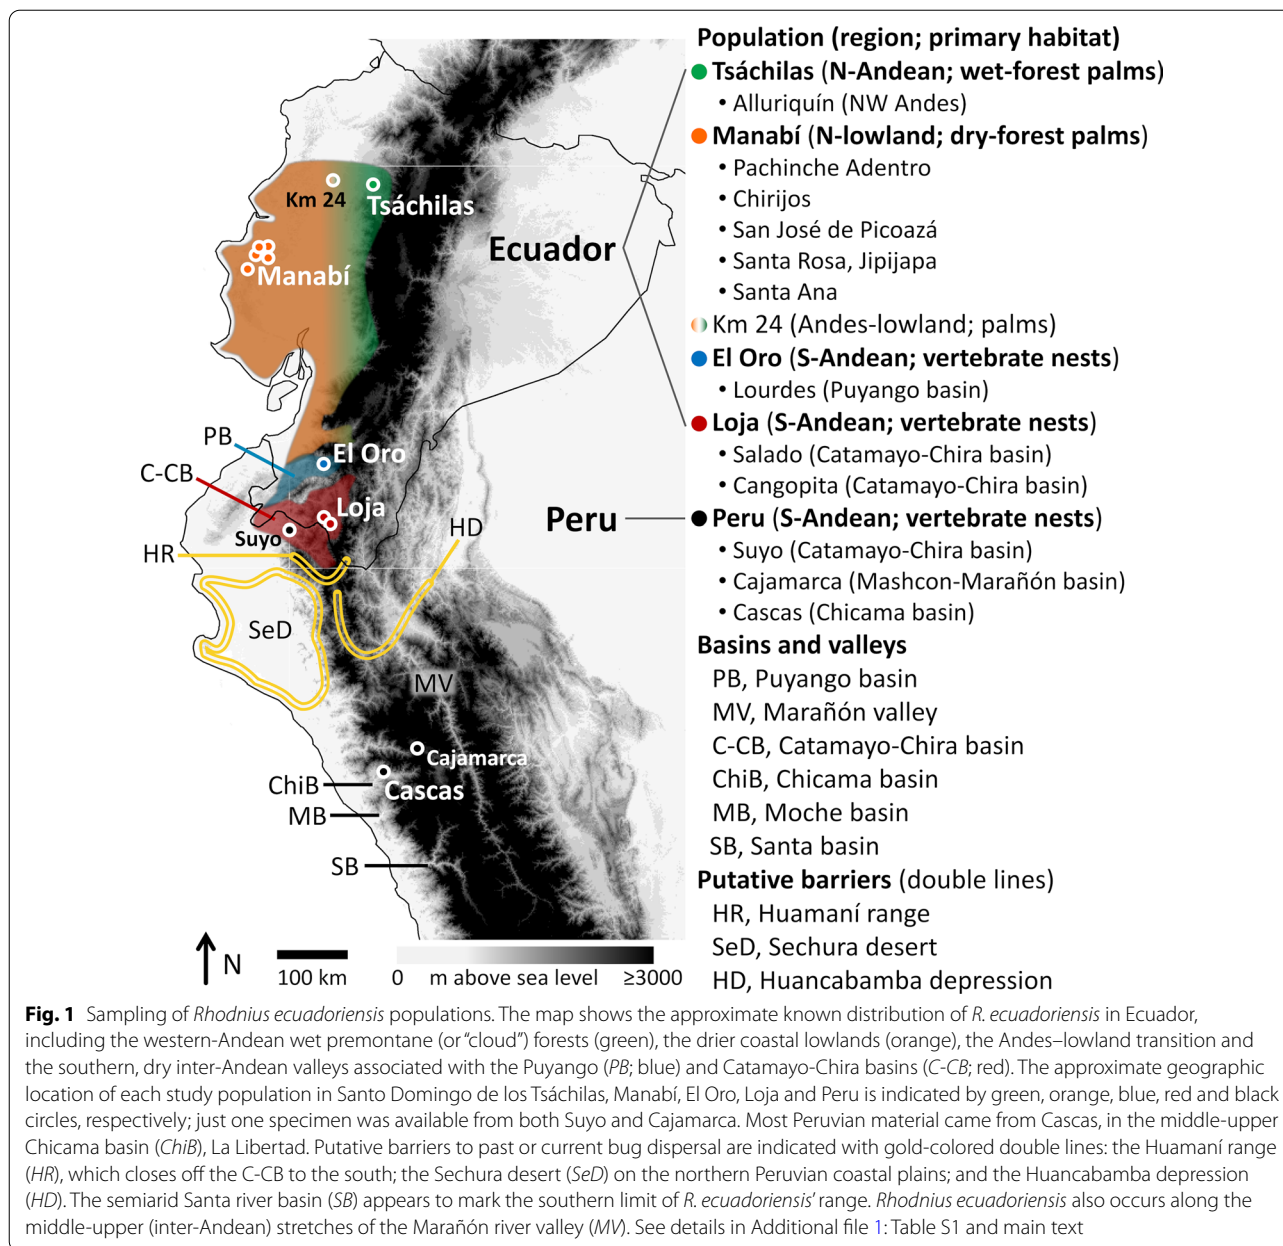 Population (region; primary habitat)
Tsáchilas (N-Andean; wet-forest palms)
• Alluriquín (NW Andes)
Manabí (N-lowland; dry-forest palms)
• Pachinche Adentro
• Chirijos
• San José de Picoazá
• Santa Rosa, Jipijapa
• Santa Ana
Km 24 (Andes-lowland; palms)
El Oro (S-Andean; vertebrate nests)
• Lourdes (Puyango basin)
Loja (S-Andean; vertebrate nests)
• Salado (Catamayo-Chira basin)
• Cangopita (Catamayo-Chira basin)
Peru (S-Andean; vertebrate nests)
• Suyo (Catamayo-Chira basin)
• Cajamarca (Mashcon-Marañón basin)
• Cascas (Chicama basin)
Basins and valleys
PB, Puyango basin
MV, Marañón valley
C-CB, Catamayo-Chira basin
ChiB, Chicama basin
MB, Moche basin
SB, Santa basin
Putative barriers (double lines)
HR, Huamaní range
SeD, Sechura desert
HD, Huancabamba depression
Km 24
Tsáchilas
Ecuador
Manabí
PB
El Oro
C-CB
Loja
Peru
HD
Suyo
HR
SeD
MV
Cajamarca
ChiB
Cascas
MB
SB
N
100 km
0 m above sea level ≥3000
Fig. 1 Sampling of Rhodnius ecuadoriensis populations. The map shows the approximate known distribution of R. ecuadoriensis in Ecuador,
including the western-Andean wet premontane (or “cloud”) forests (green), the drier coastal lowlands (orange), the Andes–lowland transition and
the southern, dry inter-Andean valleys associated with the Puyango (PB; blue) and Catamayo-Chira basins (C-CB; red). The approximate geographic
location of each study population in Santo Domingo de los Tsáchilas, Manabí, El Oro, Loja and Peru is indicated by green, orange, blue, red and black
circles, respectively; just one specimen was available from both Suyo and Cajamarca. Most Peruvian material came from Cascas, in the middle-upper
Chicama basin (ChiB), La Libertad. Putative barriers to past or current bug dispersal are indicated with gold-colored double lines: the Huamaní range
(HR), which closes off the C-CB to the south; the Sechura desert (SeD) on the northern Peruvian coastal plains; and the Huancabamba depression
(HD). The semiarid Santa river basin (SB) appears to mark the southern limit of R. ecuadoriensis’ range. Rhodnius ecuadoriensis also occurs along the
middle-upper (inter-Andean) stretches of the Marañón river valley (MV). See details in Additional file 1: Table S1 and main text